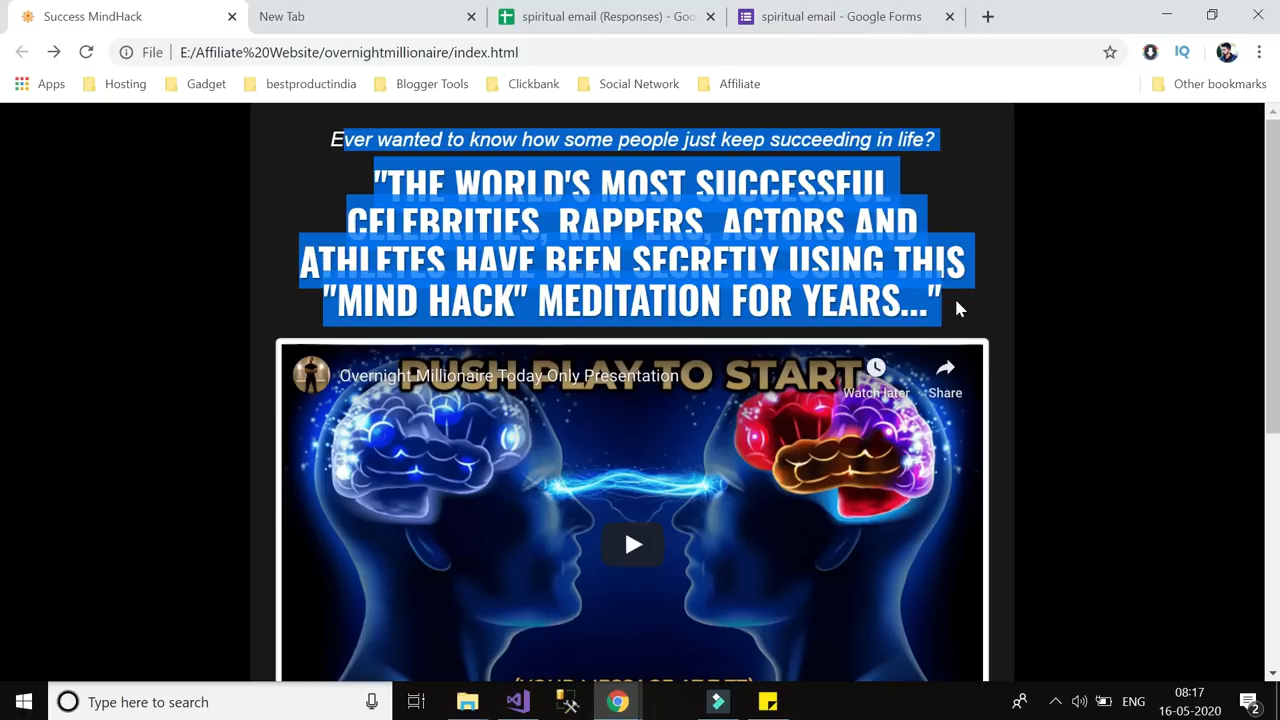 Success MindHack
New Tab
spiritual email (Responses) - Goo
spiritual email - Google Forms
File
E:/Affiliate%20Website/overnightmillionaire/index.html
IQ
Apps
Hosting
Gadget
bestproductindia
Blogger Tools
Clickbank
Social Network
Affiliate
Other bookmarks
Ever wanted to know how some people just keep succeeding in life?
"THE WORLD'S MOST SUCCESSFUL
CELEBRITIES, RAPPERS, ACTORS AND
ATHLETES HAVE BEEN SECRETLY USING THIS
"MIND HACK" MEDITATION FOR YEARS..."
PUSH PLAY TO START
Overnight Millionaire Today Only Presentation
Watch later
Share
Type here to search
ENG
08:17
16-05-2020
2